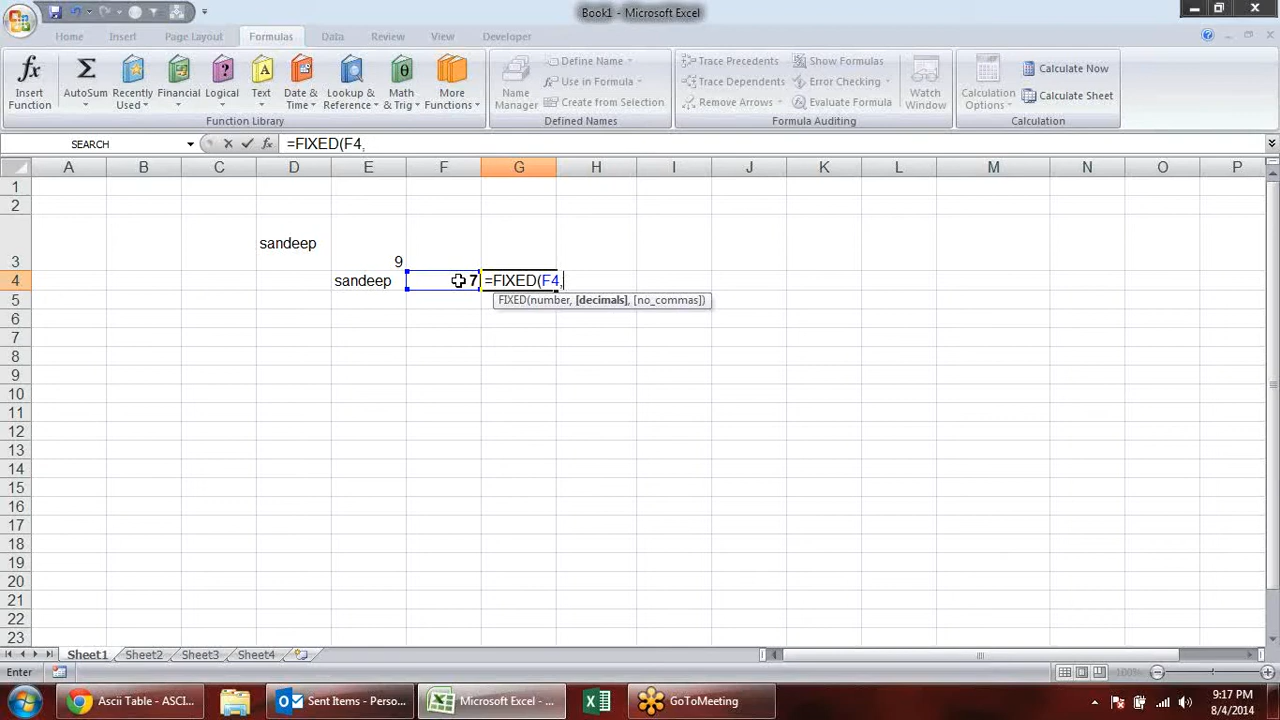 Book1 - Microsoft Excel
Home Insert Page Layout Formulas Data Review View Developer
Insert Function
AutoSum
Recently Used
Financial
Logical
Text
Date & Time
Lookup & Reference
Math & Trig
More Functions
Function Library
Name Manager
Define Name
Use in Formula
Create from Selection
Defined Names
Trace Precedents
Trace Dependents
Remove Arrows
Show Formulas
Error Checking
Evaluate Formula
Formula Auditing
Watch Window
Calculation Options
Calculate Now
Calculate Sheet
Calculation
SEARCH =FIXED(F4,
A B C D E F G H I J K L M N O P
1
2
sandeep
3 9
4 sandeep 7 =FIXED(F4,
FIXED(number, [decimals], [no_commas])
5
6
7
8
9
10
11
12
13
14
15
16
17
18
19
20
21
22
23
Sheet1 Sheet2 Sheet3 Sheet4
Enter 100%
Ascii Table - ASCI... Sent Items - Perso... Microsoft Excel - ... GoToMeeting
9:17 PM
8/4/2014